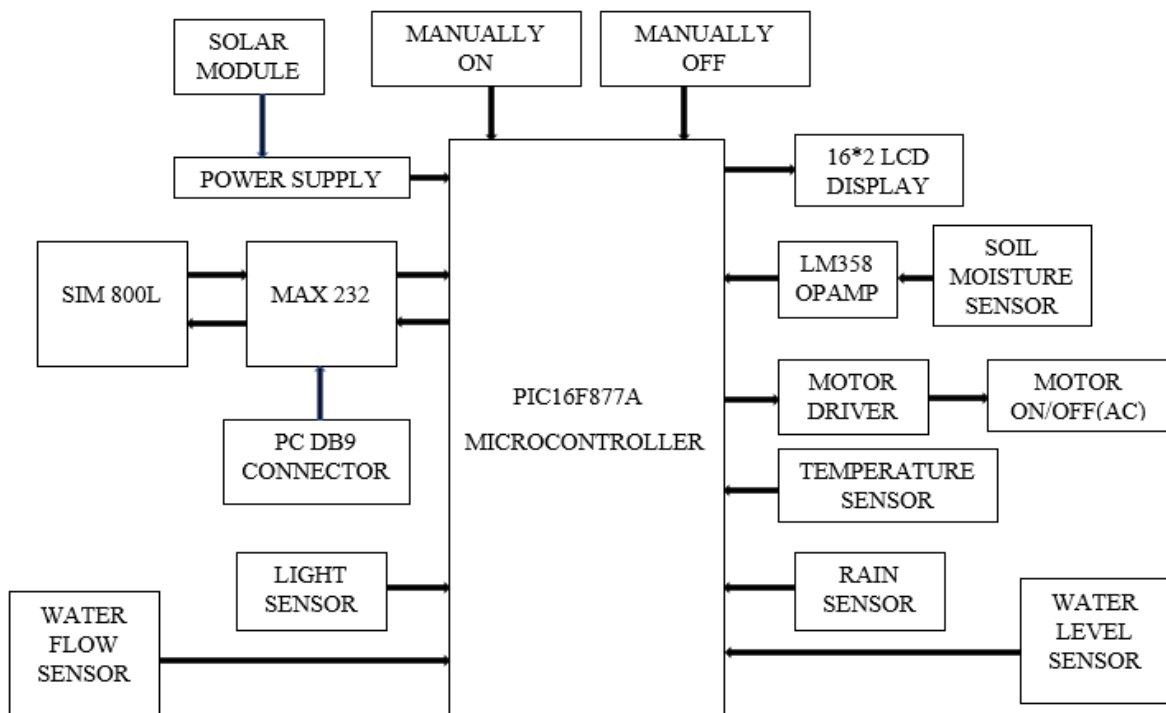 SOLAR
MODULE
MANUALLY
ON
MANUALLY
OFF
POWER SUPPLY
16*2 LCD
DISPLAY
SIM 800L
MAX 232
LM358
OPAMP
SOIL
MOISTURE
SENSOR
PIC16F877A
MICROCONTROLLER
MOTOR
DRIVER
MOTOR
ON/OFF(AC)
PC DB9
CONNECTOR
TEMPERATURE
SENSOR
LIGHT
SENSOR
RAIN
SENSOR
WATER
FLOW
SENSOR
WATER
LEVEL
SENSOR